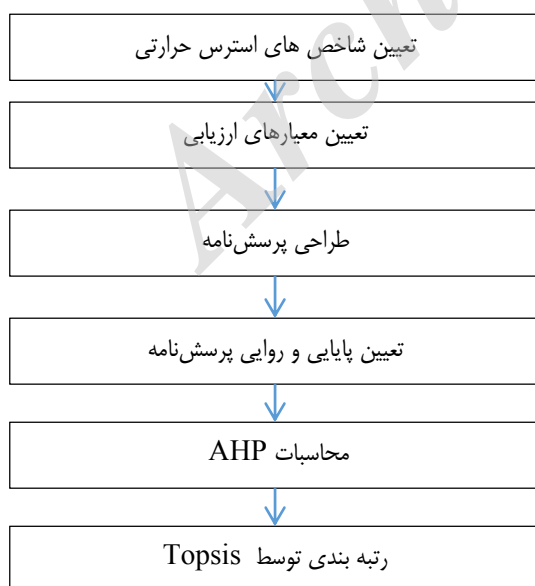 تعیین شاخص های استرس حرارتی
تعیین معیارهای ارزیابی
طراحی پرسش‌نامه
تعیین پایایی و روایی پرسش‌نامه
محاسبات AHP
رتبه بندی توسط Topsis